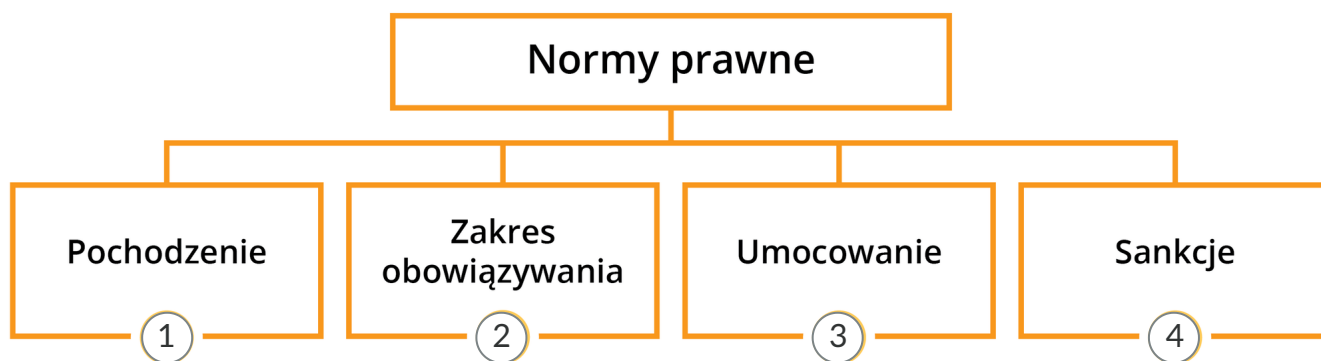 Normy prawne
Pochodzenie
Zakres
obowiązywania
Umocowanie
Sankcje
1
2
3
4